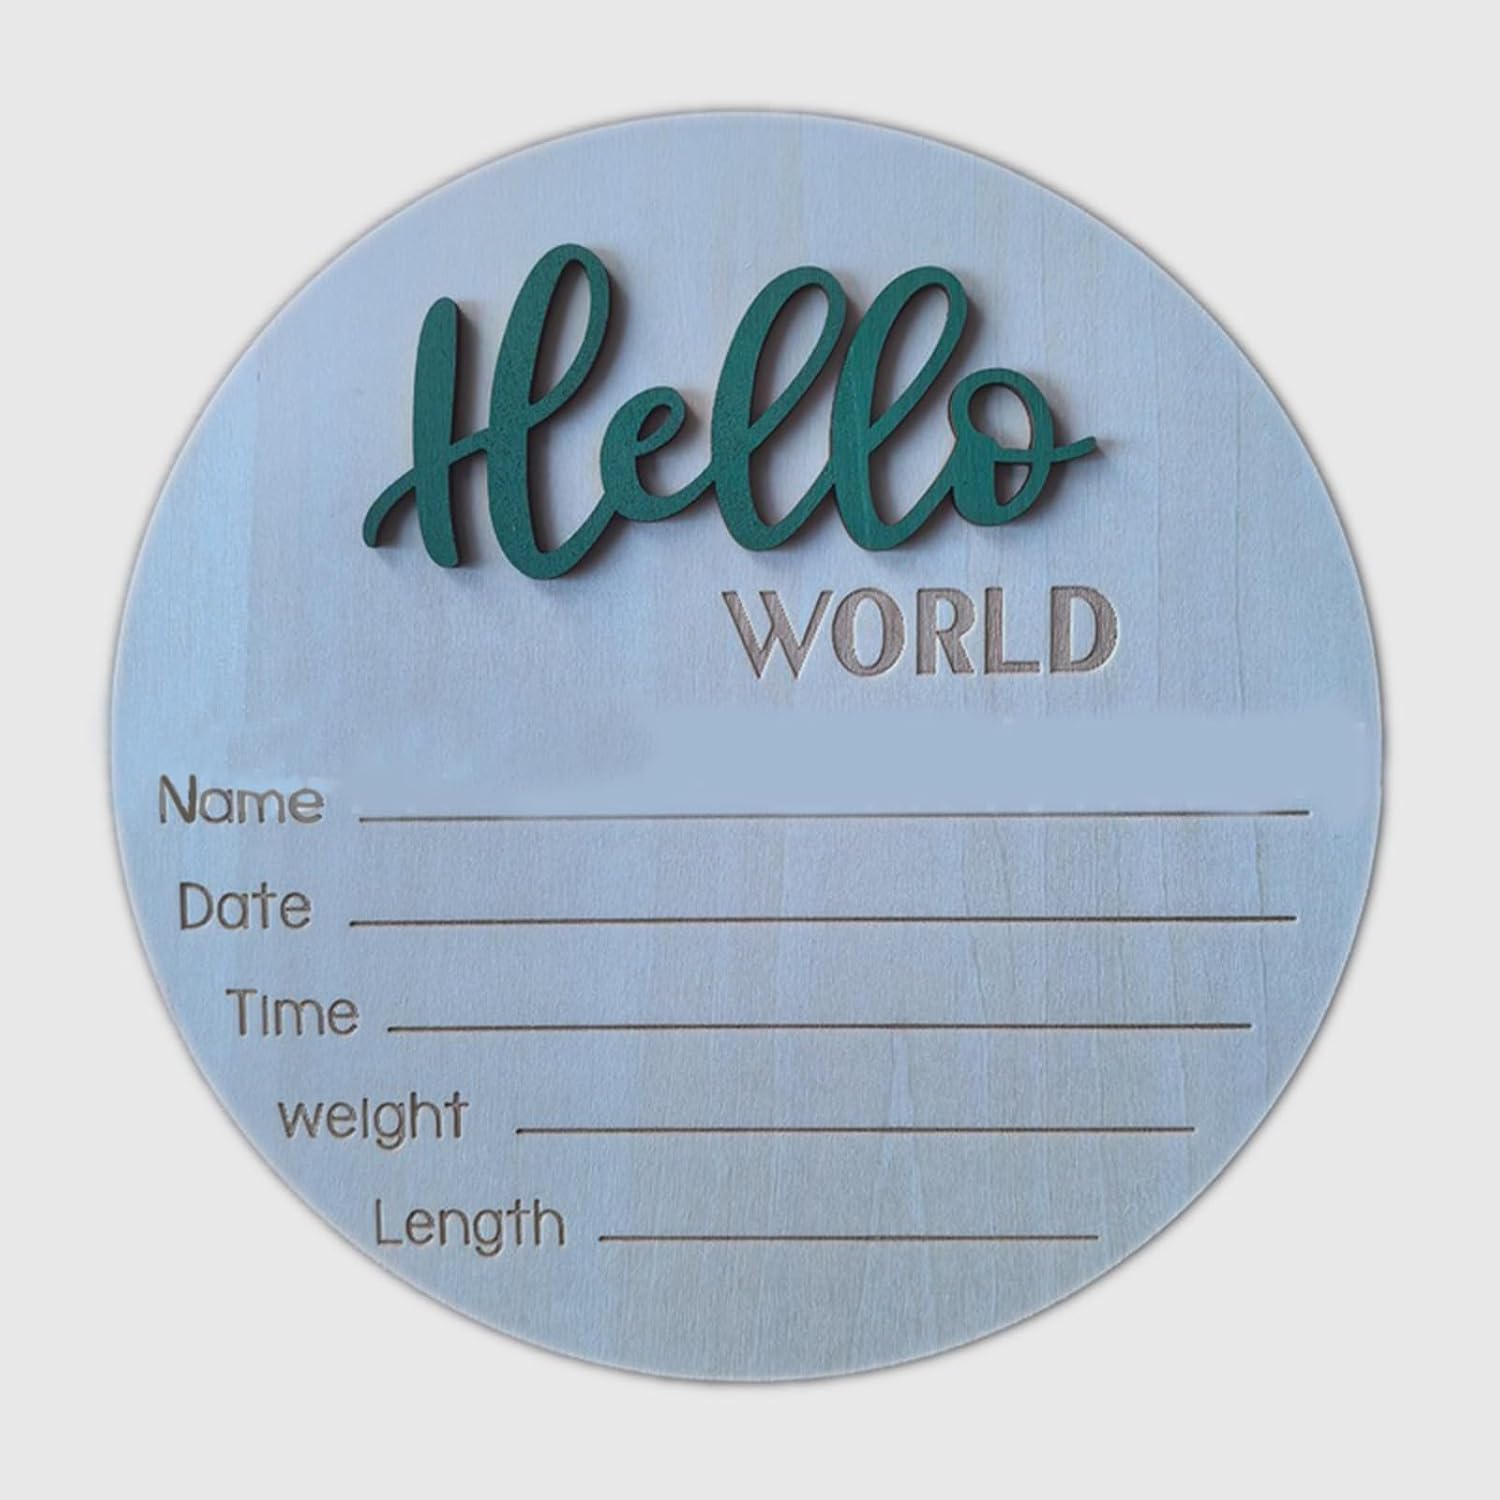 Hello
WORLD
Name
Date
Time
weight
Length